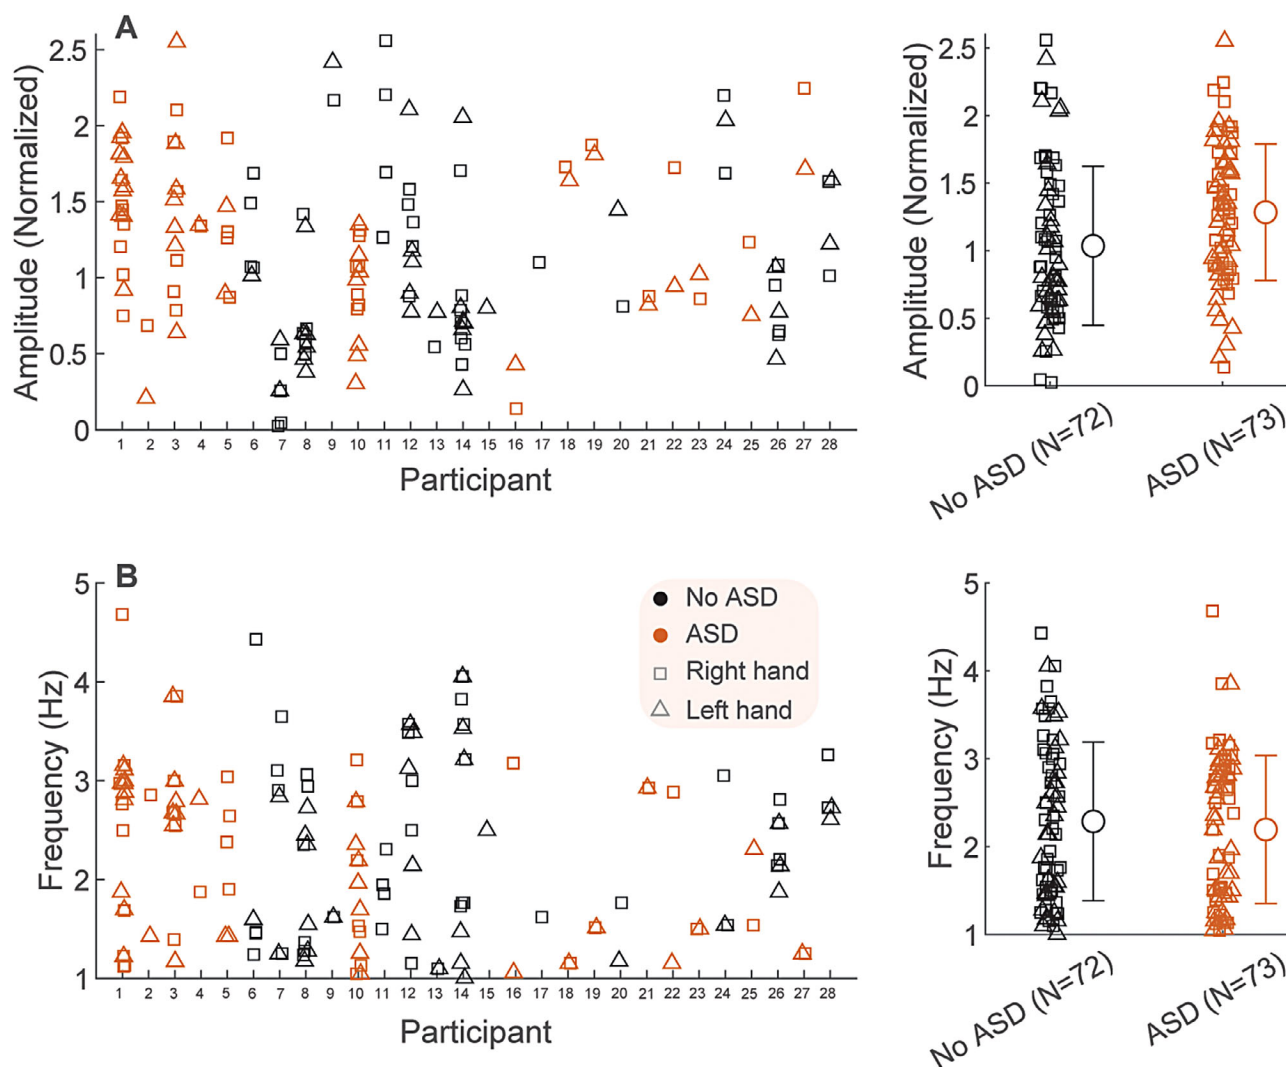 A
2.5
2
1.5
1
0.5
0
Amplitude (Normalized)
1 2 3 4 5 6 7 8 9 10 11 12 13 14 15 16 17 18 19 20 21 22 23 24 25 26 27 28
Participant
2.5
2
1.5
1
0.5
0
Amplitude (Normalized)
No ASD (N=72)
ASD (N=73)
B
5
4
3
2
1
Frequency (Hz)
No ASD
ASD
Right hand
Left hand
1 2 3 4 5 6 7 8 9 10 11 12 13 14 15 16 17 18 19 20 21 22 23 24 25 26 27 28
Participant
5
4
3
2
1
Frequency (Hz)
No ASD (N=72)
ASD (N=73)